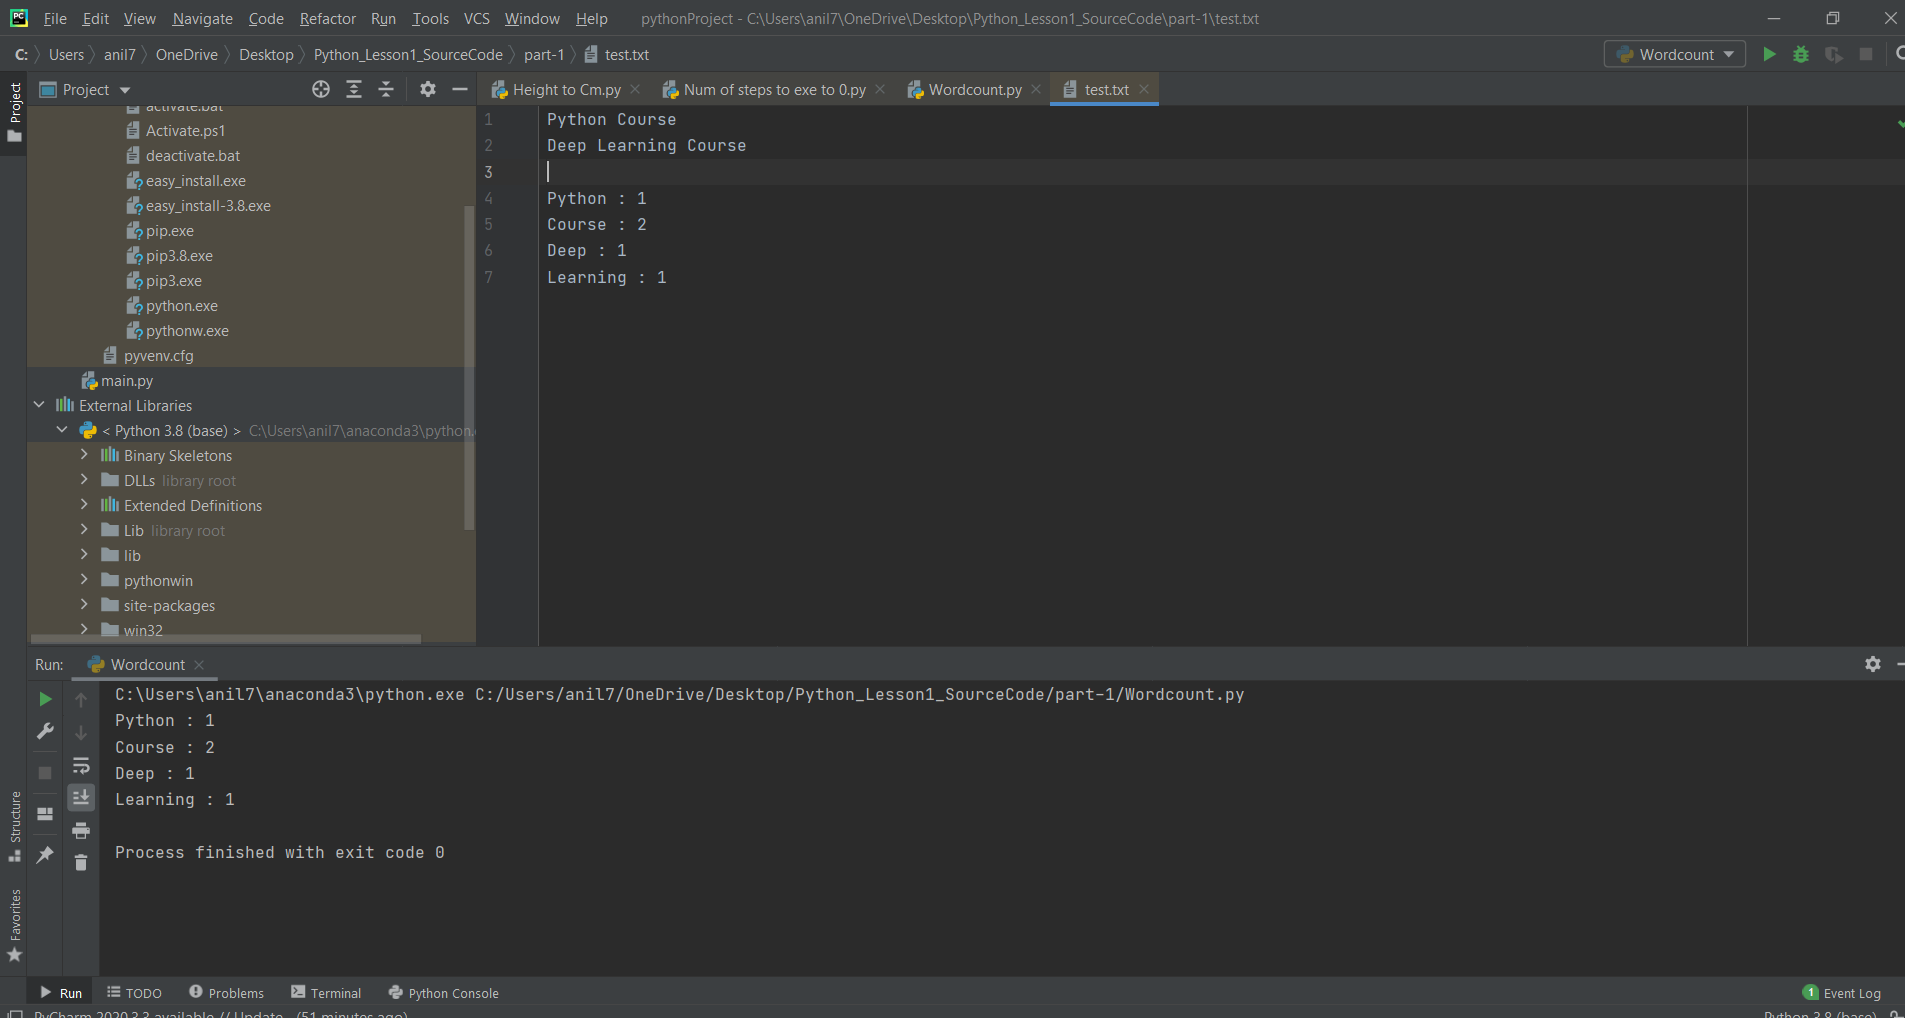 PC File Edit View Navigate Code Refactor Run Tools VCS Window Help pythonProject - C:\Users\anil7\OneDrive\Desktop\Python_Lesson1_SourceCode\part-1\test.txt
C: Users anil7 OneDrive Desktop Python_Lesson1_SourceCode part-1 test.txt Wordcount
Project
Project
activate.bat
Activate.ps1
deactivate.bat
easy_install.exe
easy_install-3.8.exe
pip.exe
pip3.8.exe
pip3.exe
python.exe
pythonw.exe
pyvenv.cfg
main.py
External Libraries
< Python 3.8 (base) > C:\Users\anil7\anaconda3\python.
Binary Skeletons
DLLs library root
Extended Definitions
Lib library root
lib
pythonwin
site-packages
win32
Height to Cm.py Num of steps to exe to 0.py Wordcount.py test.txt
1 Python Course
2 Deep Learning Course
3
4 Python : 1
5 Course : 2
6 Deep : 1
7 Learning : 1
Run: Wordcount
C:\Users\anil7\anaconda3\python.exe C:/Users/anil7/OneDrive/Desktop/Python_Lesson1_SourceCode/part-1/Wordcount.py
Python : 1
Course : 2
Deep : 1
Learning : 1
Process finished with exit code 0
Structure
Favorites
Run TODO Problems Terminal Python Console 1 Event Log
PyCharm 2020.3.3 available // Update... (51 minutes ago) Python 3.8 (base)